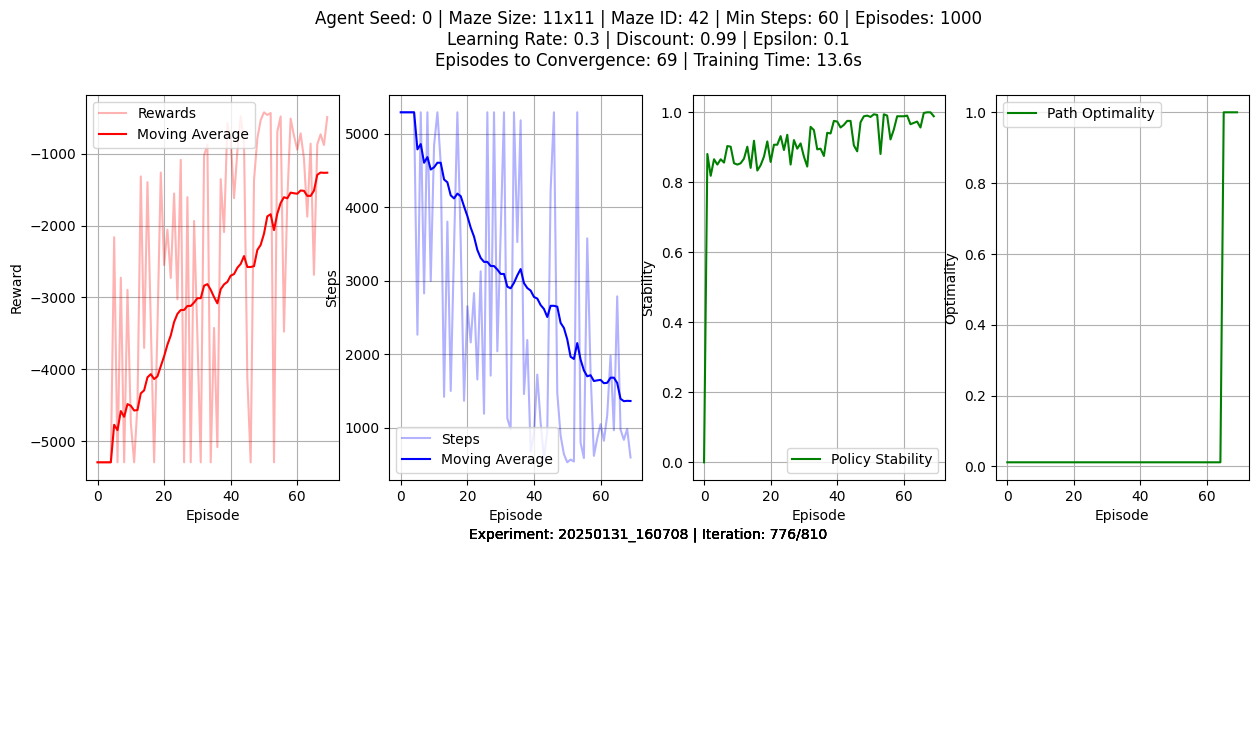 Agent Seed: 0 | Maze Size: 11x11 | Maze ID: 42 | Min Steps: 60 | Episodes: 1000
Learning Rate: 0.3 | Discount: 0.99 | Epsilon: 0.1
Episodes to Convergence: 69 | Training Time: 13.6s
Reward
−1000
−2000
−3000
−4000
−5000
Rewards
Moving Average
0 20 40 60
Episode
Steps
5000
4000
3000
2000
1000
Steps
Moving Average
0 20 40 60
Episode
Stability
1.0
0.8
0.6
0.4
0.2
0.0
Policy Stability
0 20 40 60
Episode
Optimality
1.0
0.8
0.6
0.4
0.2
0.0
Path Optimality
0 20 40 60
Episode
Experiment: 20250131_160708 | Iteration: 776/810